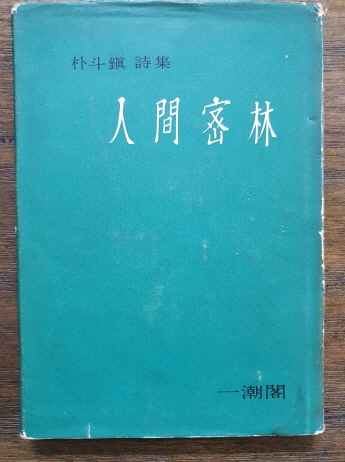 朴斗鎭 詩集
人間密林
一潮閣